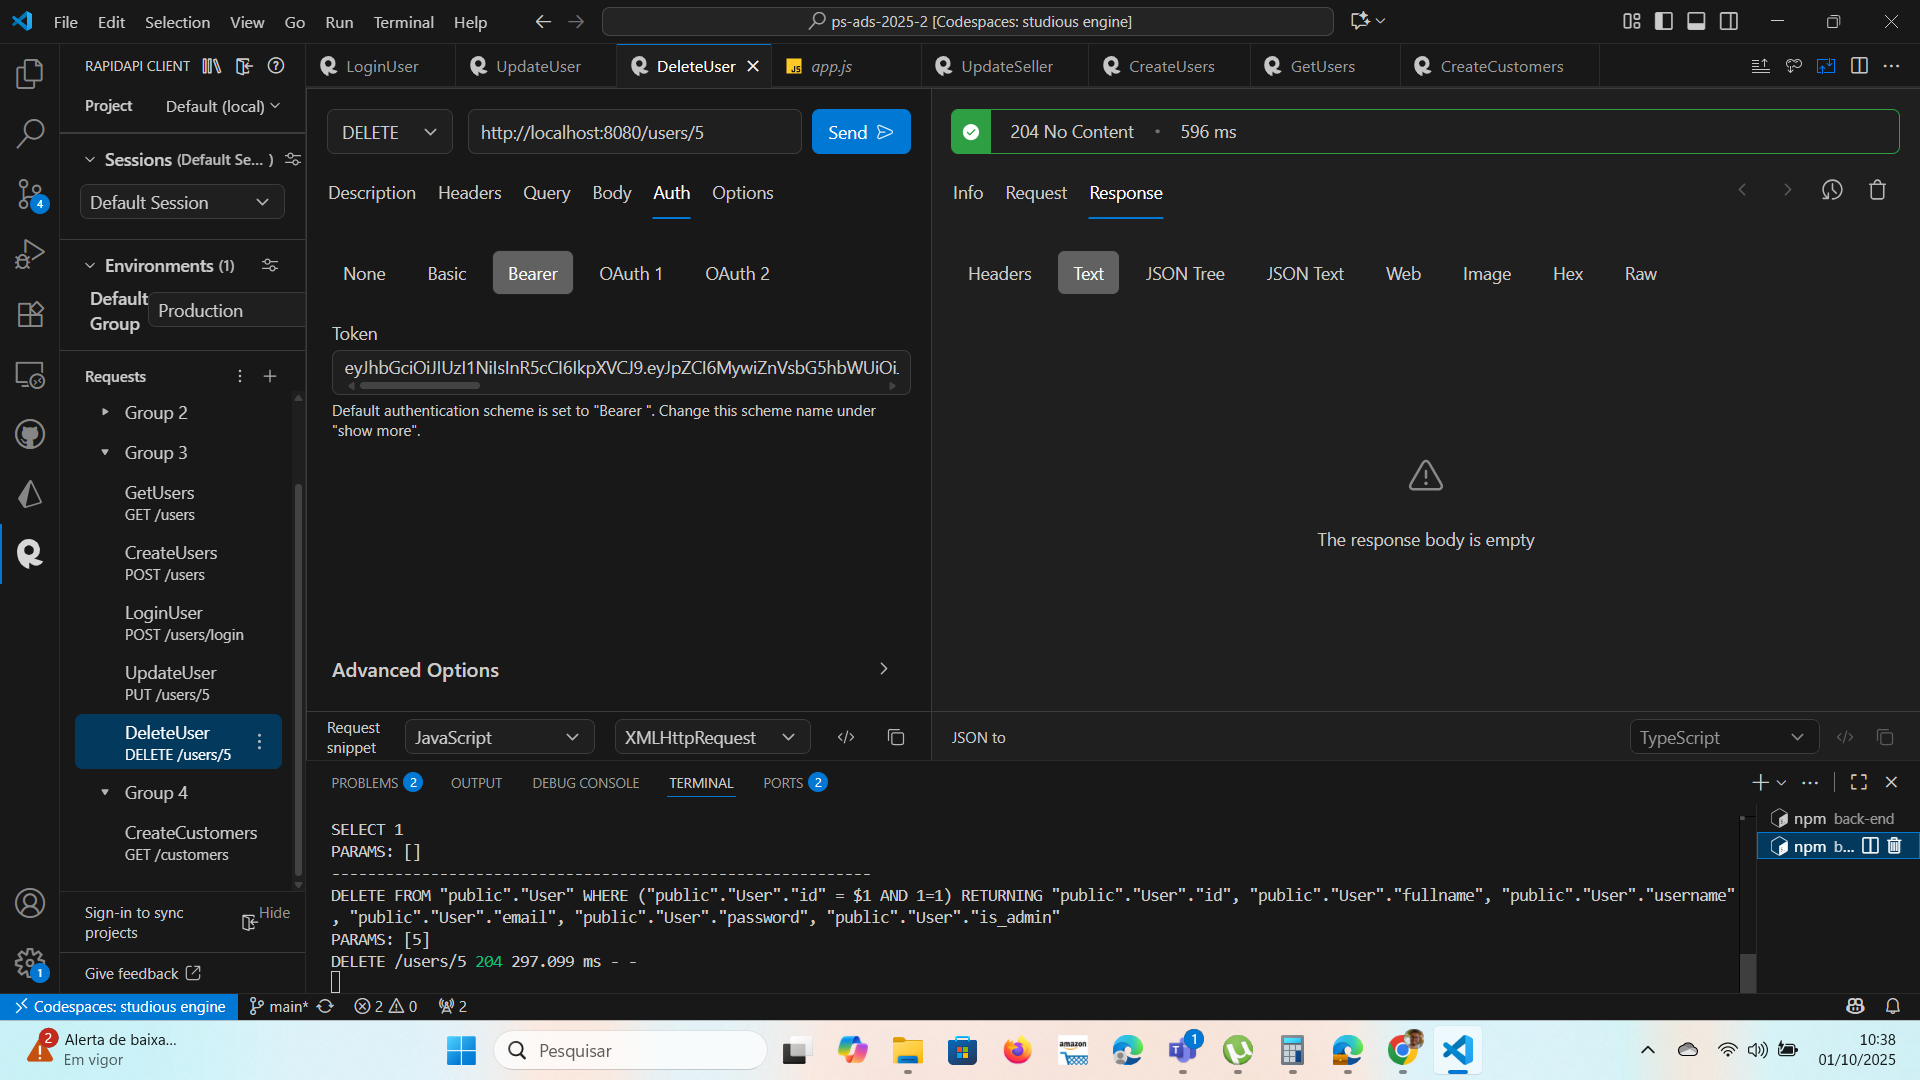 File Edit Selection View Go Run Terminal Help
ps-ads-2025-2 [Codespaces: studious engine]
RAPIDAPI CLIENT
LoginUser
UpdateUser
DeleteUser
JS app.js
UpdateSeller
CreateUsers
GetUsers
CreateCustomers
Project Default (local)
Sessions (Default Se... )
Default Session
Environments (1)
Default Group
Production
Requests
Group 2
Group 3
GetUsers
GET /users
CreateUsers
POST /users
LoginUser
POST /users/login
UpdateUser
PUT /users/5
DeleteUser
DELETE /users/5
Group 4
CreateCustomers
GET /customers
Sign-in to sync projects
Hide
Give feedback
DELETE
http://localhost:8080/users/5
Send
Description Headers Query Body Auth Options
None Basic Bearer OAuth 1 OAuth 2
Token
Default authentication scheme is set to "Bearer ". Change this scheme name under
"show more".
Advanced Options
Request snippet
JavaScript
XMLHttpRequest
204 No Content • 596 ms
Info Request Response
Headers Text JSON Tree JSON Text Web Image Hex Raw
The response body is empty
JSON to
TypeScript
PROBLEMS 2 OUTPUT DEBUG CONSOLE TERMINAL PORTS 2
SELECT 1
PARAMS: []
------------------------------------------------------------
DELETE FROM "public"."User" WHERE ("public"."User"."id" = $1 AND 1=1) RETURNING "public"."User"."id", "public"."User"."fullname", "public"."User"."username"
, "public"."User"."email", "public"."User"."password", "public"."User"."is_admin"
PARAMS: [5]
DELETE /users/5 204 297.099 ms - -
npm back-end
npm b...
4
1
Codespaces: studious engine
main*
2 0
2
2
Alerta de baixa...
Em vigor
Pesquisar
amazon
1
10:38
01/10/2025